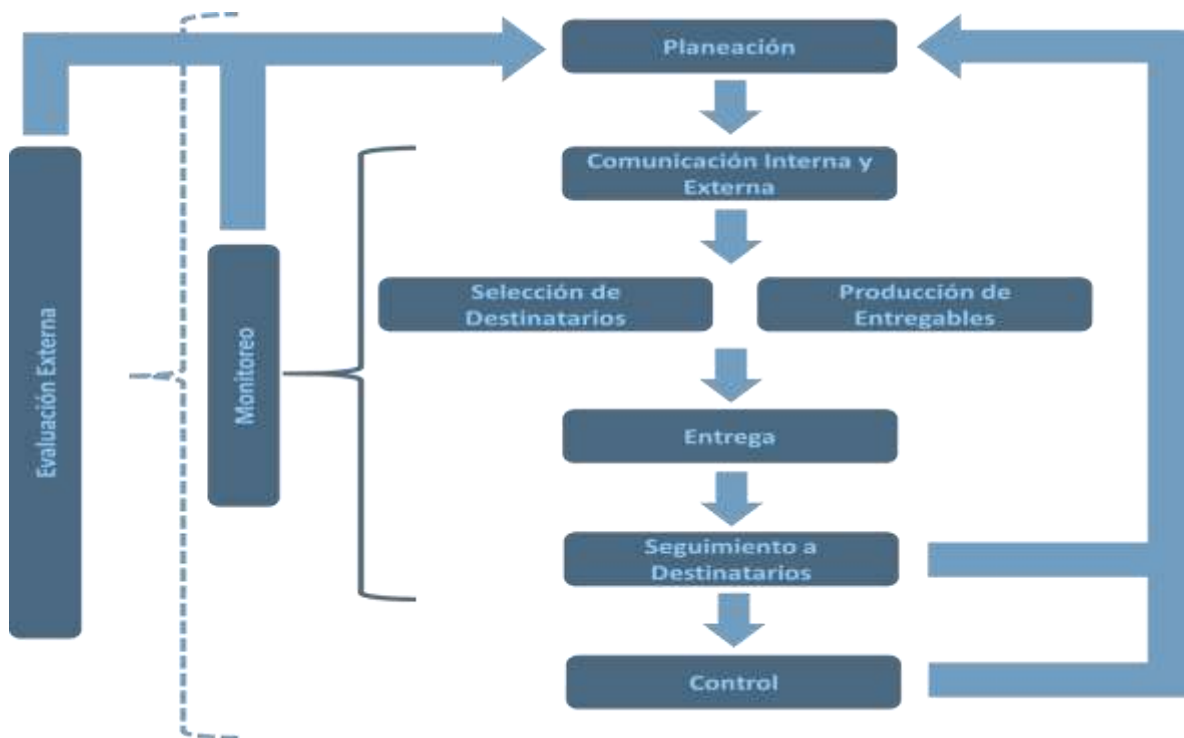 Planeación
Comunicación Interna y
Externa
Selección de
Destinatarios
Producción de
Entregables
Entrega
Seguimiento a
Destinatarios
Control
Evaluación Externa
Monitoreo